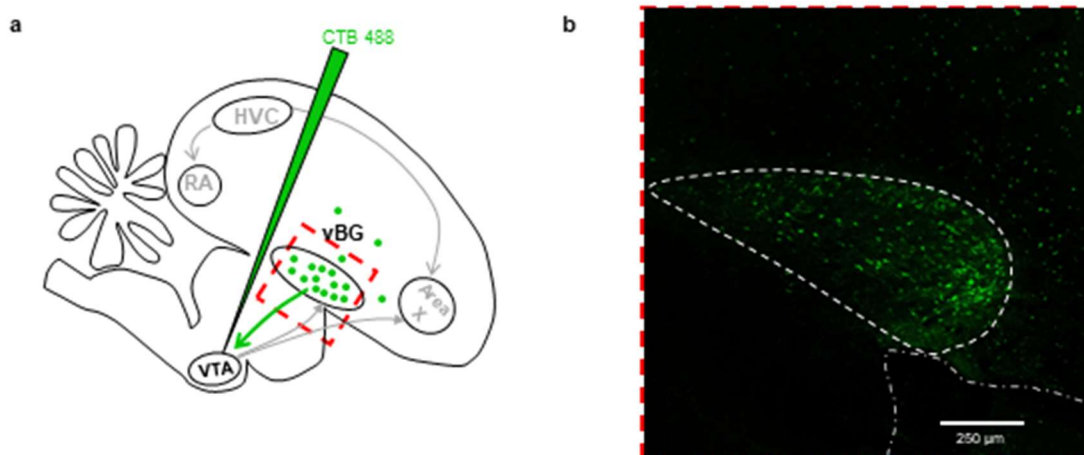 a
CTB 488
HVC
RA
vBG
Area
X
VTA
b
250 µm